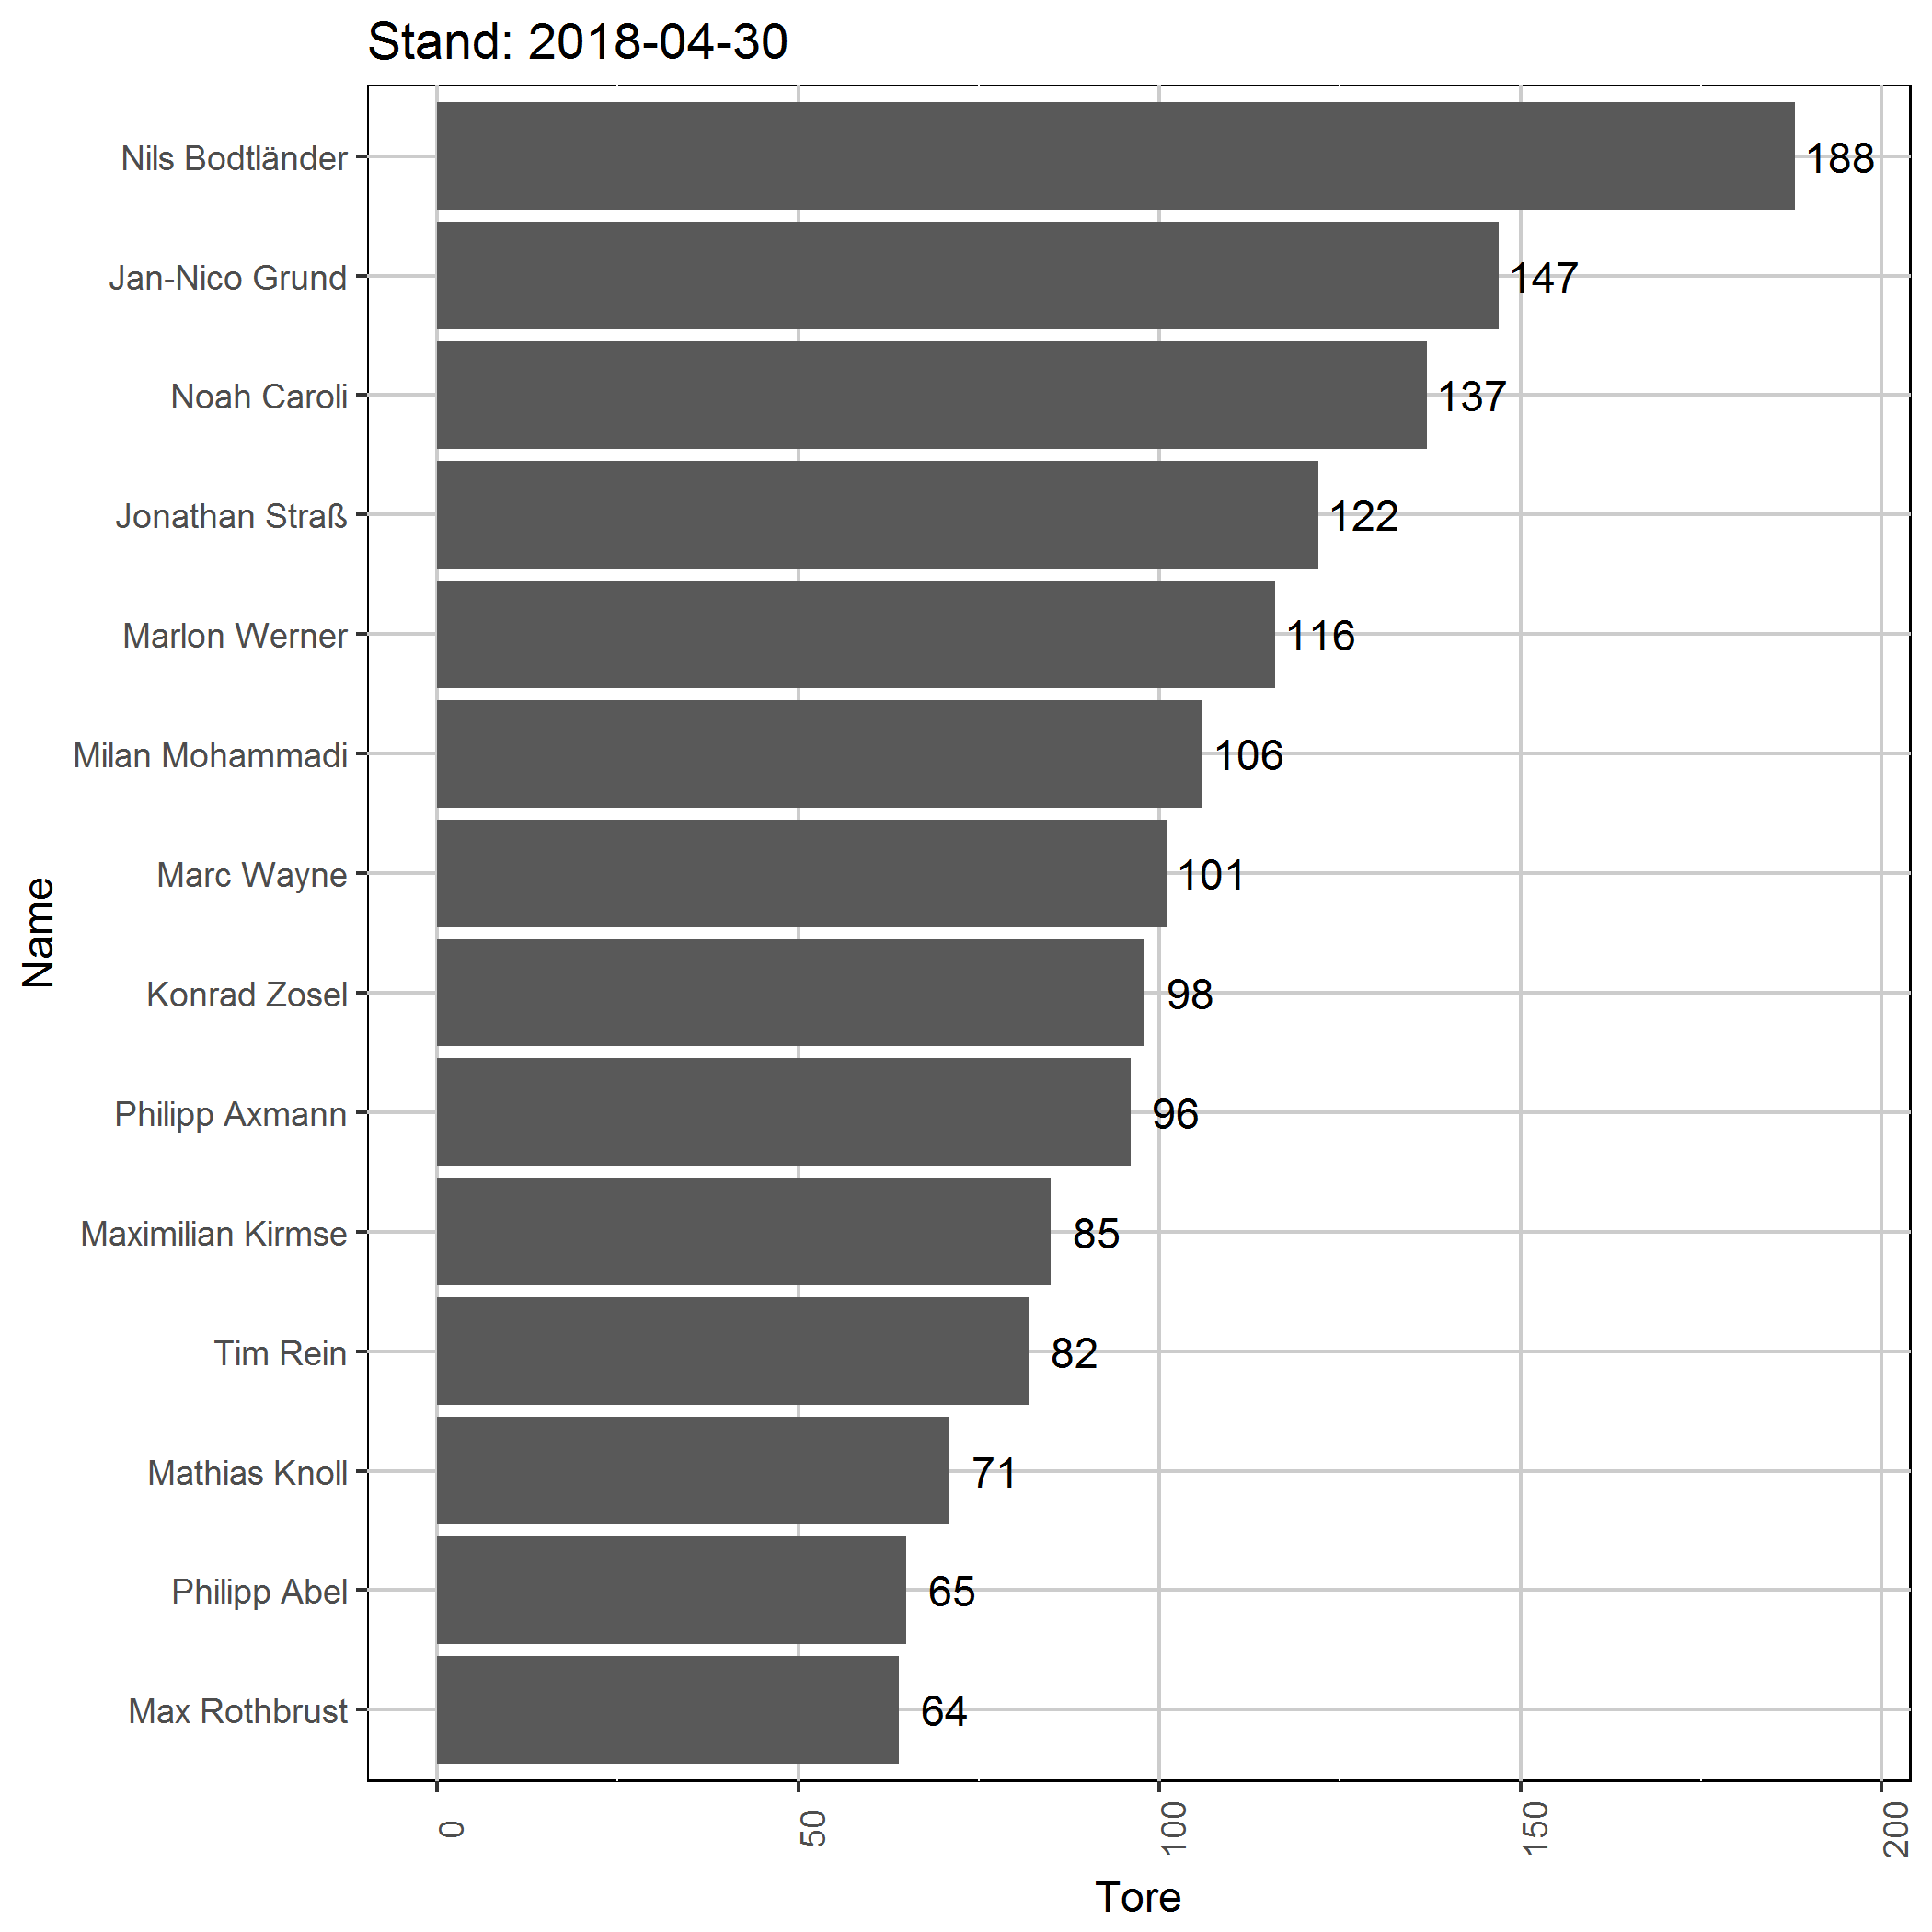 Stand: 2018-04-30
Nils Bodtländer 188
Jan-Nico Grund 147
Noah Caroli 137
Jonathan Straß 122
Marlon Werner 116
Milan Mohammadi 106
Marc Wayne 101
Konrad Zosel 98
Philipp Axmann 96
Maximilian Kirmse 85
Tim Rein 82
Mathias Knoll 71
Philipp Abel 65
Max Rothbrust 64
Name
0 50 100 150 200
Tore